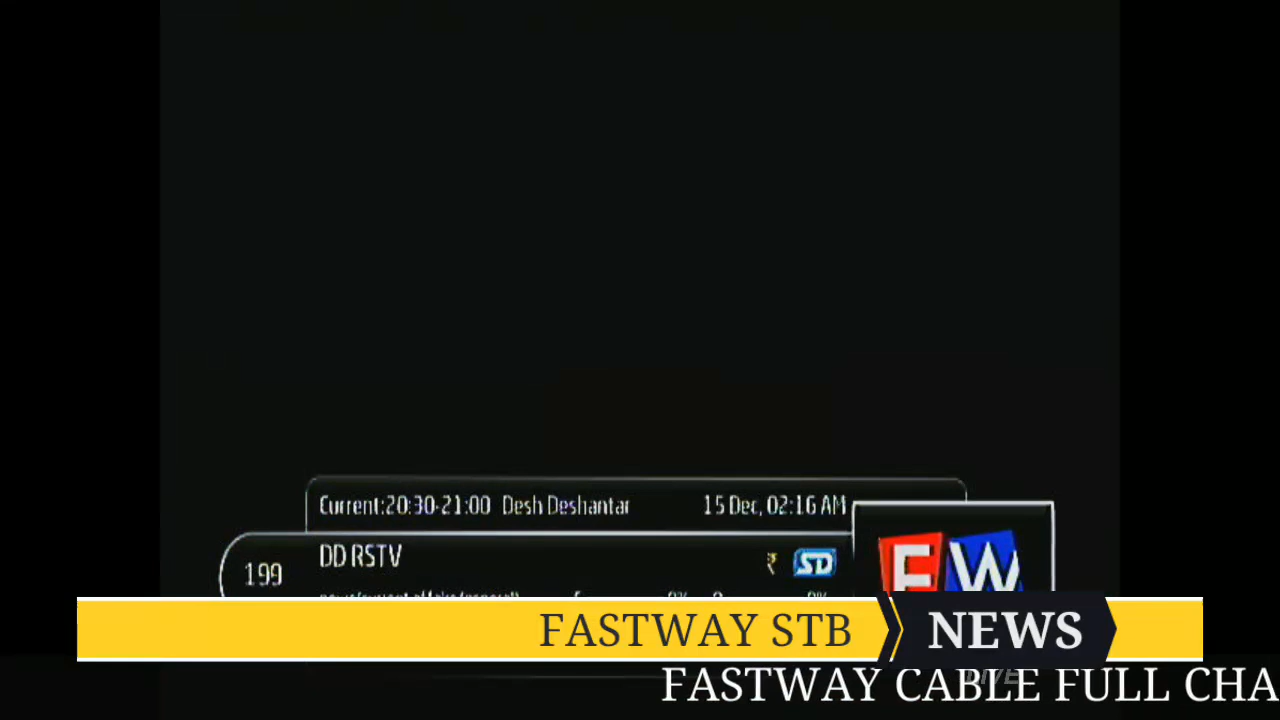 Current:20:30-21:00 Desh Deshantar 15 Dec, 02:16 AM
199 DD RSTV ₹ SD
FW
FASTWAY STB NEWS
LIVE
FASTWAY CABLE FULL CHA